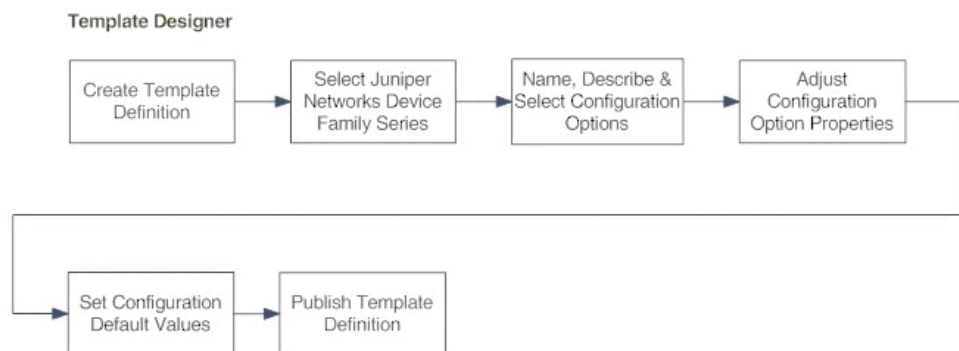 Template Designer
Create Template
Definition
Select Juniper
Networks Device
Family Series
Name, Describe &
Select Configuration
Options
Adjust
Configuration
Option Properties
Set Configuration
Default Values
Publish Template
Definition